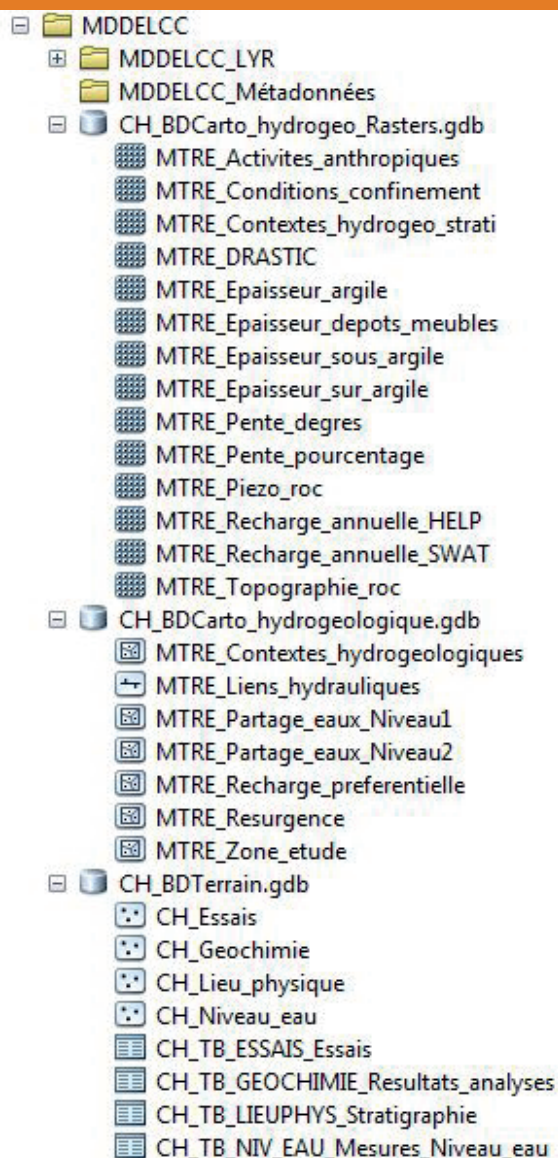 MDDELCC
MDDELCC_LYR
MDDELCC_Métadonnées
CH_BDCarto_hydrogeo_Rasters.gdb
MTRE_Activites_anthropiques
MTRE_Conditions_confinement
MTRE_Contextes_hydrogeo_strati
MTRE_DRASTIC
MTRE_Epaisseur_argile
MTRE_Epaisseur_depots_meubles
MTRE_Epaisseur_sous_argile
MTRE_Epaisseur_sur_argile
MTRE_Pente_degres
MTRE_Pente_pourcentage
MTRE_Piezo_roc
MTRE_Recharge_annuelle_HELP
MTRE_Recharge_annuelle_SWAT
MTRE_Topographie_roc
CH_BDCarto_hydrogeologique.gdb
MTRE_Contextes_hydrogeologiques
MTRE_Liens_hydrauliques
MTRE_Partage_eaux_Niveau1
MTRE_Partage_eaux_Niveau2
MTRE_Recharge_preferentielle
MTRE_Resurgence
MTRE_Zone_etude
CH_BDTerrain.gdb
CH_Essais
CH_Geochimie
CH_Lieu_physique
CH_Niveau_eau
CH_TB_ESSAIS_Essais
CH_TB_GEOCHIMIE_Resultats_analyses
CH_TB_LIEUPHYS_Stratigraphie
CH_TB_NIV_EAU_Mesures_Niveau_eau